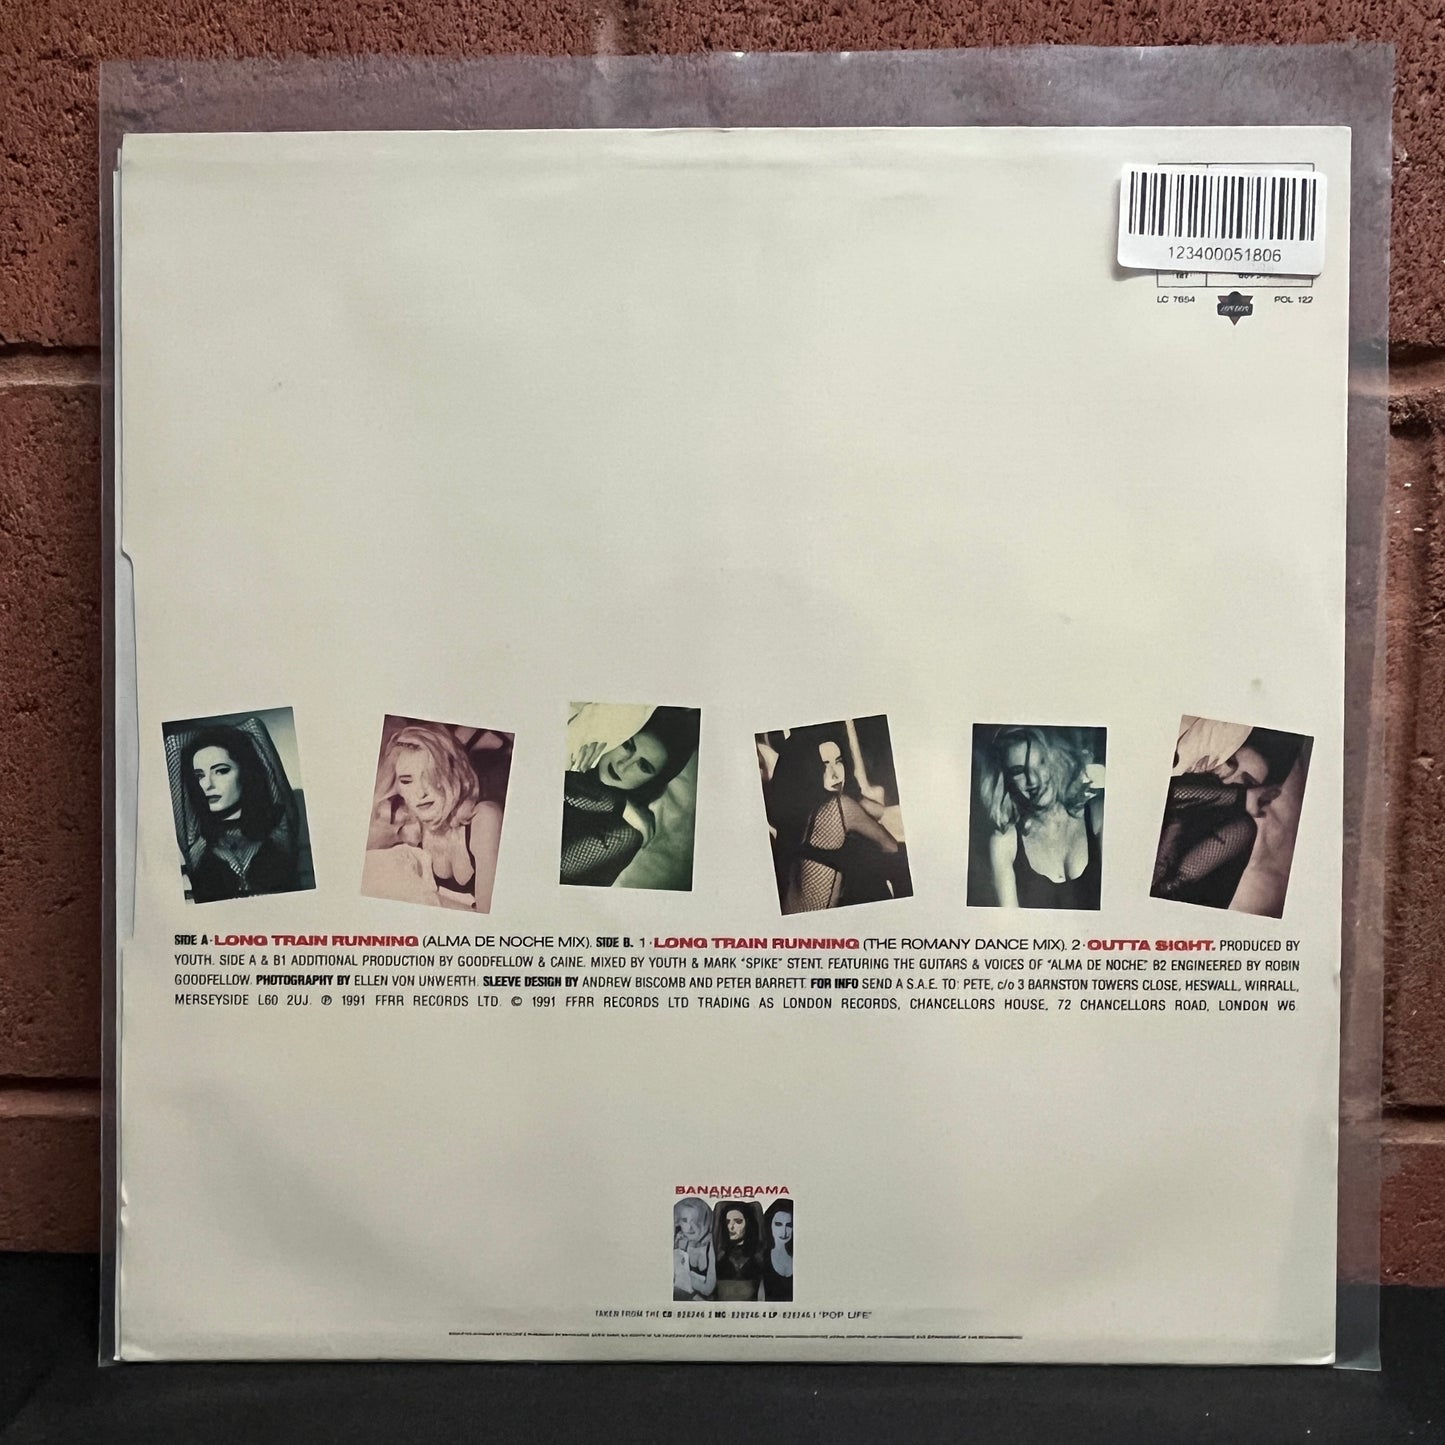 123400051806
LC 7654 LONDON POL 122
SIDE A · LONG TRAIN RUNNING (ALMA DE NOCHE MIX). SIDE B. 1 · LONG TRAIN RUNNING (THE ROMANY DANCE MIX). 2 · OUTTA SIGHT. PRODUCED BY
YOUTH. SIDE A & B1 ADDITIONAL PRODUCTION BY GOODFELLOW & CAINE. MIXED BY YOUTH & MARK "SPIKE" STENT. FEATURING THE GUITARS & VOICES OF "ALMA DE NOCHE". B2 ENGINEERED BY ROBIN
GOODFELLOW. PHOTOGRAPHY BY ELLEN VON UNWERTH. SLEEVE DESIGN BY ANDREW BISCOMB AND PETER BARRETT. FOR INFO SEND A S.A.E. TO: PETE, c/o 3 BARNSTON TOWERS CLOSE, HESWALL, WIRRALL,
MERSEYSIDE L60 2UJ. ℗ 1991 FFRR RECORDS LTD. © 1991 FFRR RECORDS LTD TRADING AS LONDON RECORDS, CHANCELLORS HOUSE, 72 CHANCELLORS ROAD, LONDON W6.
BANANARAMA
POP LIFE
TAKEN FROM THE CD · 828246 2 MC · 828246 4 LP · 828246 1 "POP LIFE"